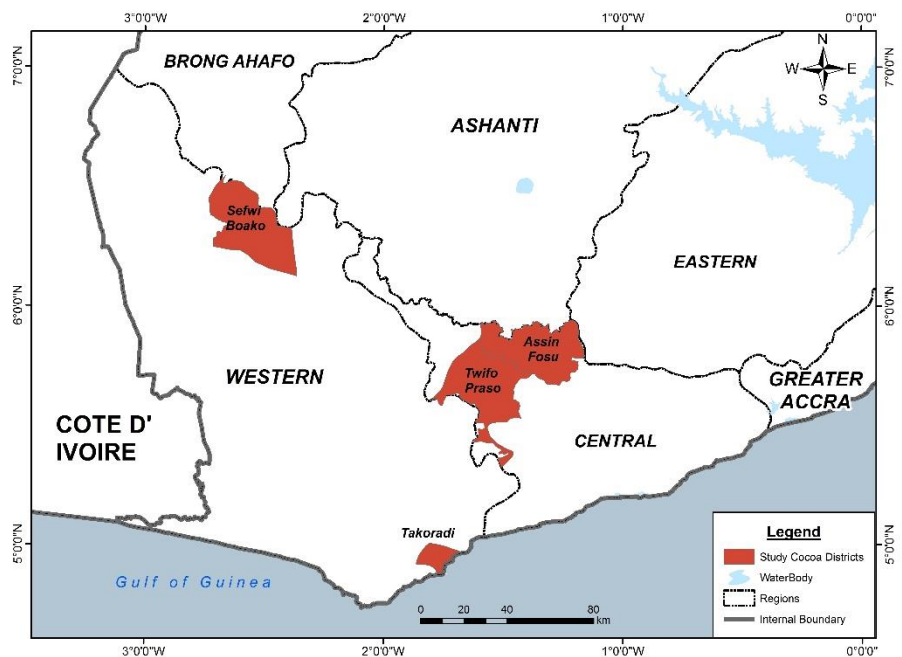 3°0'0"W
2°0'0"W
1°0'0"W
0°0'0"
7°0'0"N
7°0'0"N
N
W
E
S
BRONG AHAFO
ASHANTI
Sefwi
Boako
EASTERN
6°0'0"N
6°0'0"N
Assin
Fosu
Twifo
Praso
WESTERN
GREATER
ACCRA
COTE D'
IVOIRE
CENTRAL
Takoradi
5°0'0"N
5°0'0"N
Gulf of Guinea
Legend
Study Cocoa Districts
WaterBody
Regions
Internal Boundary
0 10 20 40 80
km
3°0'0"W
2°0'0"W
1°0'0"W
0°0'0"